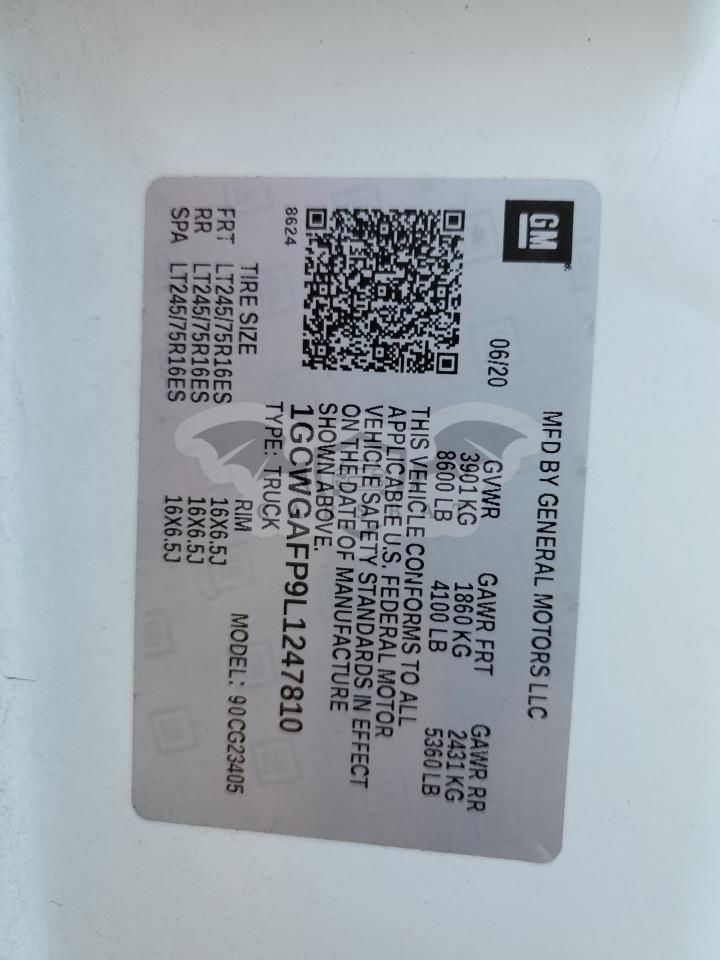 GM
MFD BY GENERAL MOTORS LLC
06/20
GVWR GAWR FRT GAWR RR
3901 KG 1860 KG 2431 KG
8600 LB 4100 LB 5360 LB
THIS VEHICLE CONFORMS TO ALL
APPLICABLE U.S. FEDERAL MOTOR
VEHICLE SAFETY STANDARDS IN EFFECT
ON THE DATE OF MANUFACTURE
SHOWN ABOVE.
1GCWGAFP9L1247810
8624
TYPE: TRUCK
MODEL: 90CG23405
TIRE SIZE RIM
FRT LT245/75R16ES 16X6.5J
RR LT245/75R16ES 16X6.5J
SPA LT245/75R16ES 16X6.5J